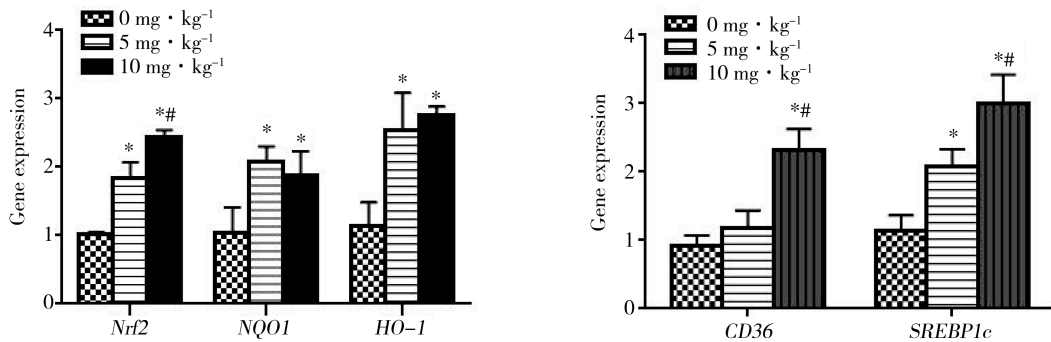 0 mg·kg⁻¹
5 mg·kg⁻¹
10 mg·kg⁻¹
Gene expression
4
3
2
1
0
*
*#
*
*
*
*
Nrf2
NQO1
HO-1
0 mg·kg⁻¹
5 mg·kg⁻¹
10 mg·kg⁻¹
Gene expression
4
3
2
1
0
*#
*
*#
CD36
SREBP1c